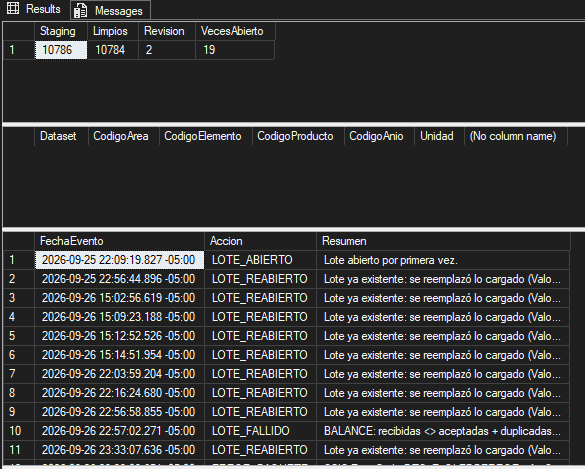 Results Messages
Staging Limpios Revision VecesAbierto
1 10786 10784 2 19
Dataset CodigoArea CodigoElemento CodigoProducto CodigoAnio Unidad (No column name)
FechaEvento Accion Resumen
1 2026-09-25 22:09:19.827 -05:00 LOTE_ABIERTO Lote abierto por primera vez.
2 2026-09-25 22:56:44.896 -05:00 LOTE_REABIERTO Lote ya existente: se reemplazó lo cargado (Valo...
3 2026-09-26 15:02:56.619 -05:00 LOTE_REABIERTO Lote ya existente: se reemplazó lo cargado (Valo...
4 2026-09-26 15:09:23.188 -05:00 LOTE_REABIERTO Lote ya existente: se reemplazó lo cargado (Valo...
5 2026-09-26 15:12:52.526 -05:00 LOTE_REABIERTO Lote ya existente: se reemplazó lo cargado (Valo...
6 2026-09-26 15:14:51.954 -05:00 LOTE_REABIERTO Lote ya existente: se reemplazó lo cargado (Valo...
7 2026-09-26 22:03:59.204 -05:00 LOTE_REABIERTO Lote ya existente: se reemplazó lo cargado (Valo...
8 2026-09-26 22:16:24.680 -05:00 LOTE_REABIERTO Lote ya existente: se reemplazó lo cargado (Valo...
9 2026-09-26 22:56:58.855 -05:00 LOTE_REABIERTO Lote ya existente: se reemplazó lo cargado (Valo...
10 2026-09-26 22:57:02.271 -05:00 LOTE_FALLIDO BALANCE: recibidas <> aceptadas + duplicadas...
11 2026-09-26 23:33:07.636 -05:00 LOTE_REABIERTO Lote ya existente: se reemplazó lo cargado (Valo...